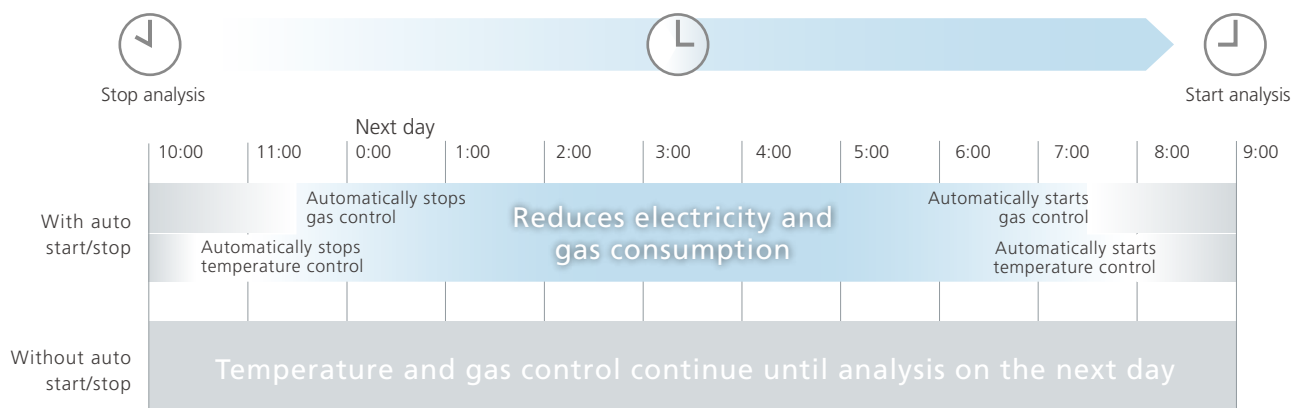 Stop analysis
Start analysis
Next day
10:00 11:00 0:00 1:00 2:00 3:00 4:00 5:00 6:00 7:00 8:00 9:00
With auto
start/stop
Automatically stops
gas control
Automatically stops
temperature control
Reduces electricity and
gas consumption
Automatically starts
gas control
Automatically starts
temperature control
Without auto
start/stop
Temperature and gas control continue until analysis on the next day